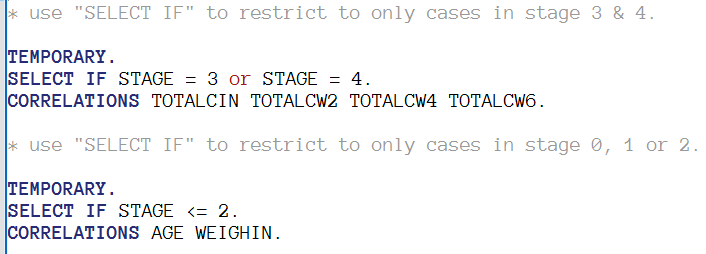 * use "SELECT IF" to restrict to only cases in stage 3 & 4.
TEMPORARY.
SELECT IF STAGE = 3 or STAGE = 4.
CORRELATIONS TOTALCIN TOTALCW2 TOTALCW4 TOTALCW6.
* use "SELECT IF" to restrict to only cases in stage 0, 1 or 2.
TEMPORARY.
SELECT IF STAGE <= 2.
CORRELATIONS AGE WEIGHIN.